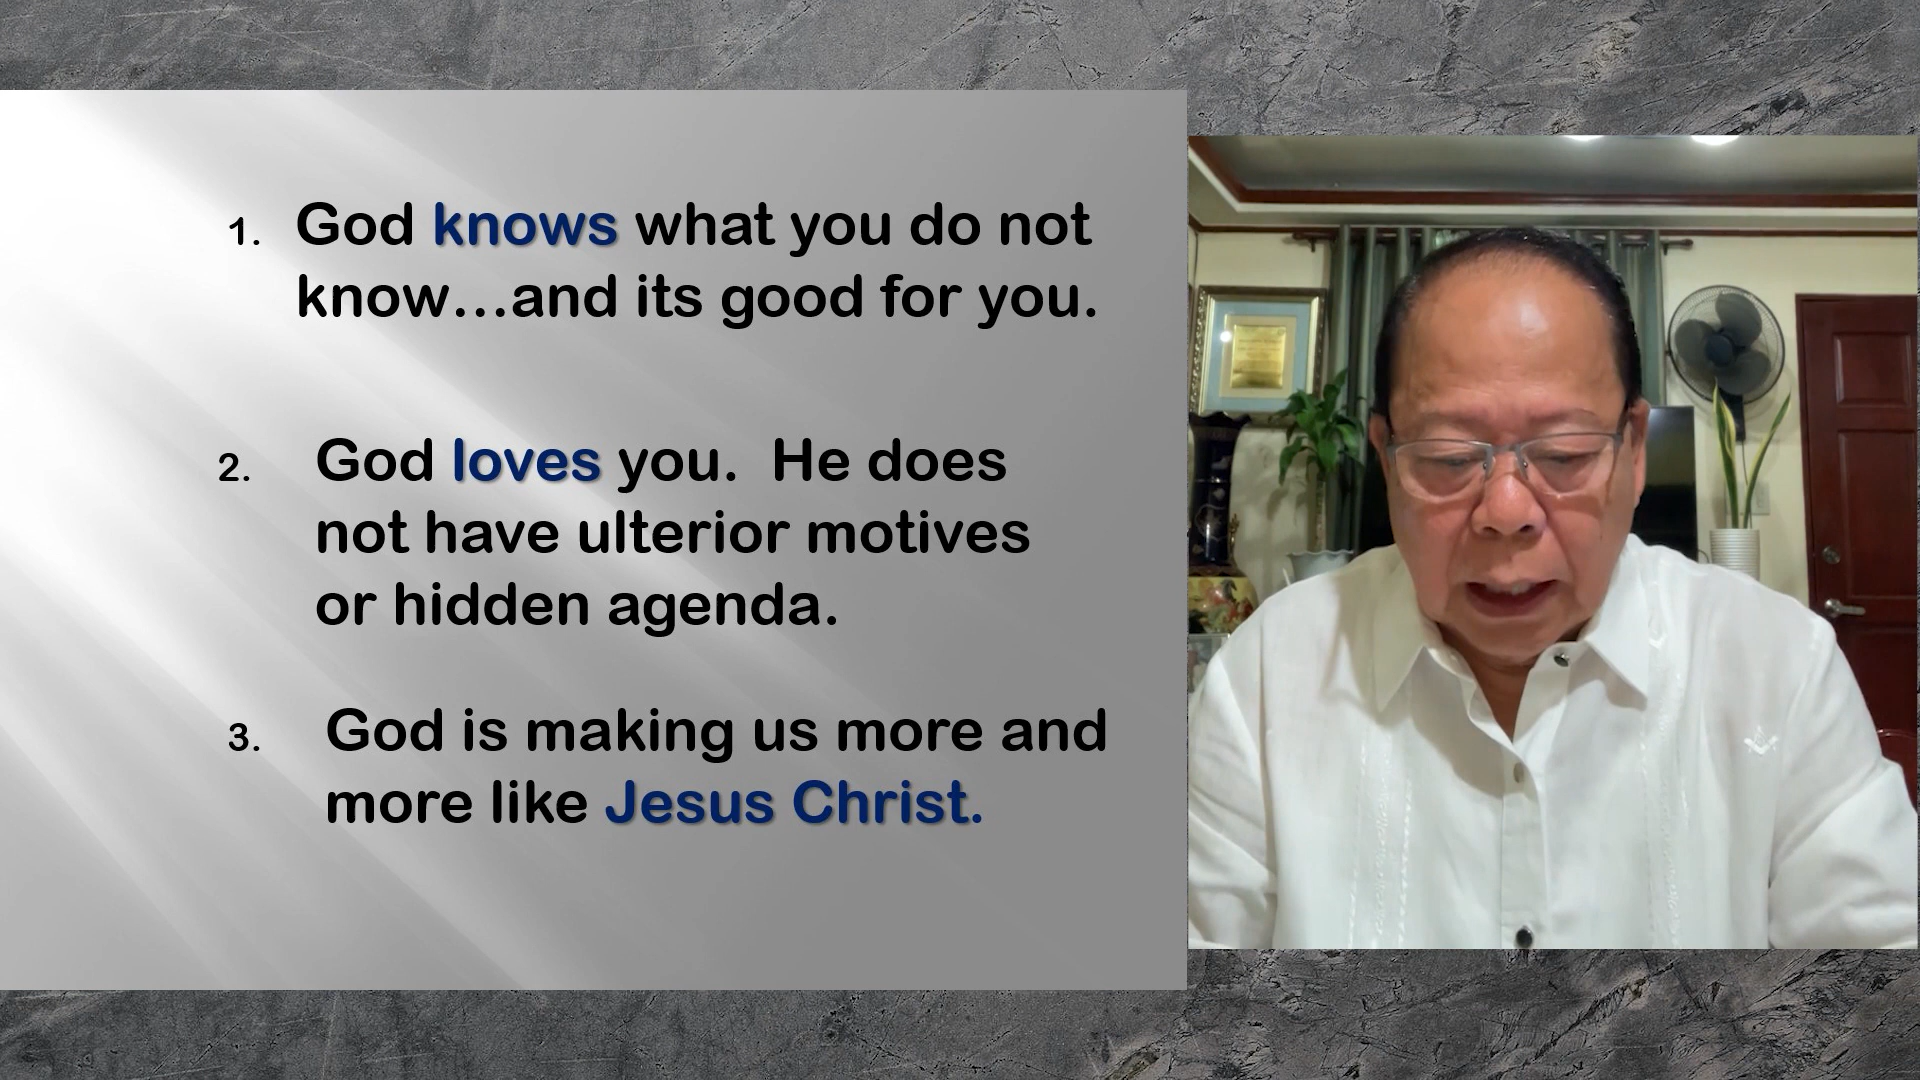 1. God knows what you do not
know...and its good for you.
2. God loves you. He does
not have ulterior motives
or hidden agenda.
3. God is making us more and
more like Jesus Christ.